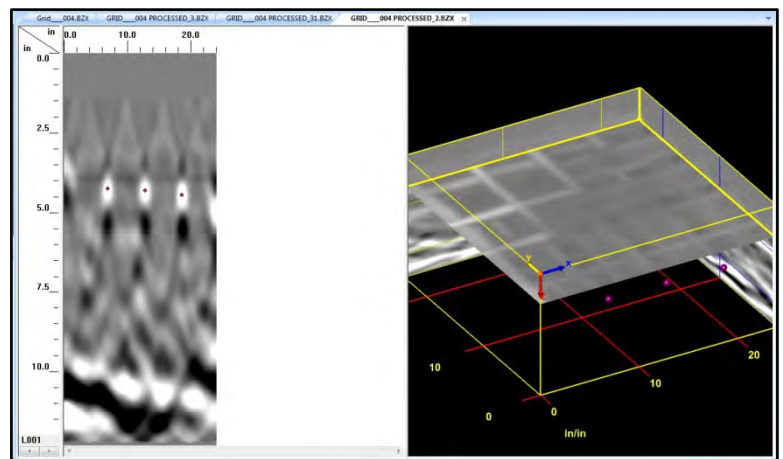 Grid___004.BZX GRID___004 PROCESSED_3.BZX GRID___004 PROCESSED_31.BZX GRID___004 PROCESSED_2.BZX ×
in 0.0 10.0 20.0
in
0.0
2.5
5.0
7.5
10.0
L001
Y X
20
10 10
0 0
in/in